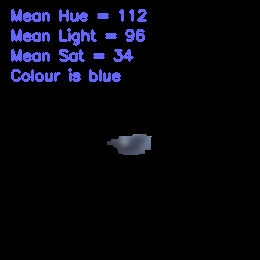 Mean Hue = 112
Mean Light = 96
Mean Sat = 34
Colour is blue